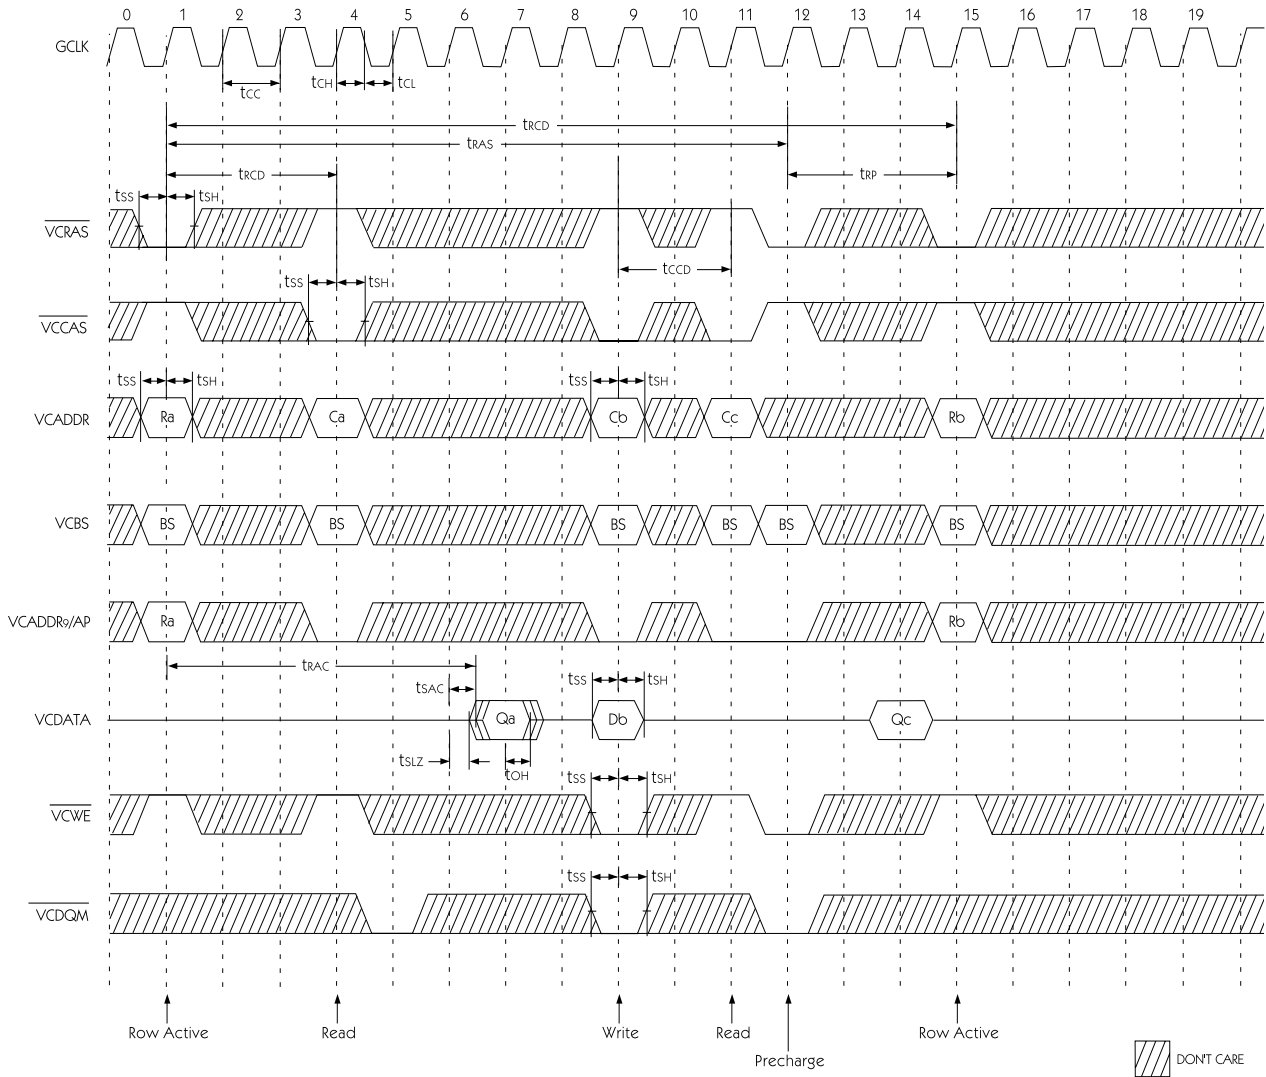 0 1 2 3 4 5 6 7 8 9 10 11 12 13 14 15 16 17 18 19
GCLK
tCC tCH tCL
tRCD
tRAS
tRCD tRP
tSS tSH
VCRAS
tCCD
tSS tSH
VCCAS
tSS tSH tSS tSH
VCADDR Ra Ca Cb Cc Rb
VCBS BS BS BS BS BS BS
VCADDR9/AP Ra Rb
tRAC
tSAC tSS tSH
VCDATA Qa Db Qc
tSLZ tOH
tSS tSH
VCWE
tSS tSH
VCDQM
Row Active Read Write Read Row Active
Precharge
DON'T CARE